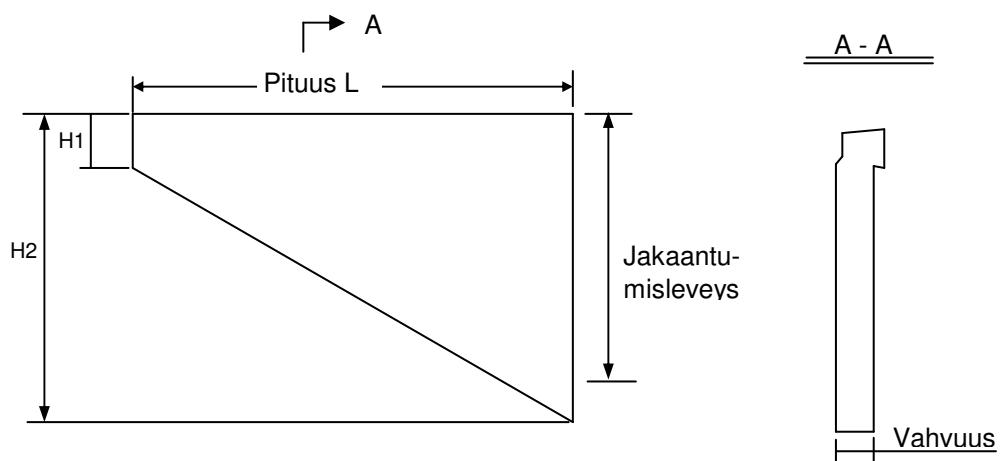 A
A - A
Pituus L
H1
H2
Jakaantu-
misleveys
Vahvuus